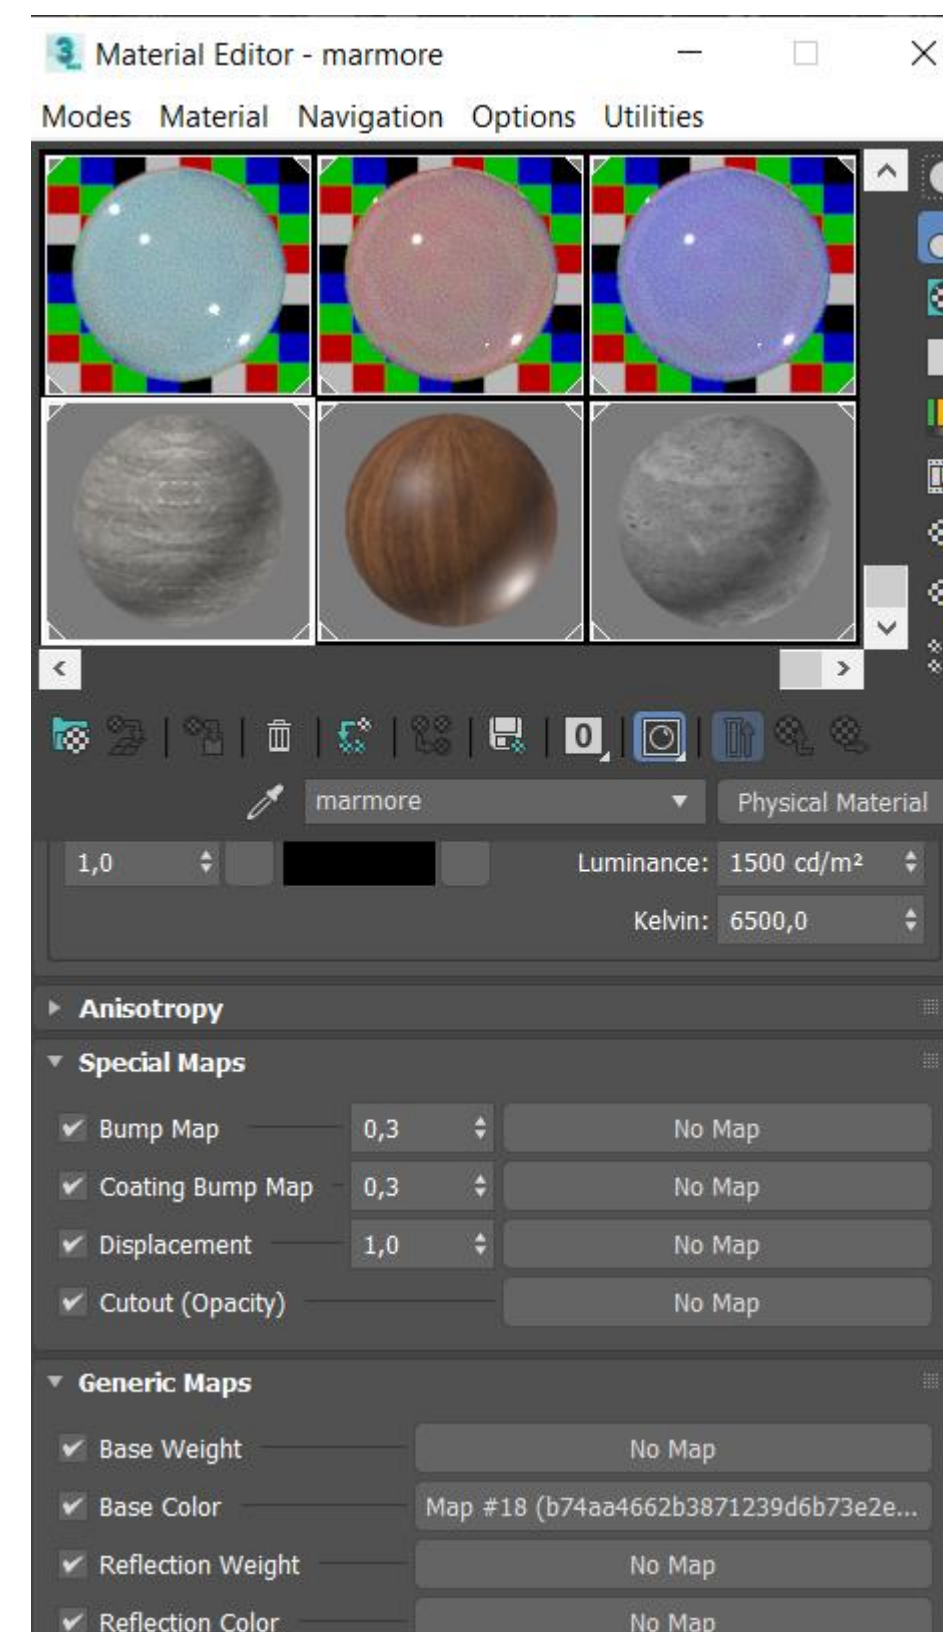 Material Editor - marmore
Modes Material Navigation Options Utilities
0
marmore Physical Material
1,0 Luminance: 1500 cd/m²
Kelvin: 6500,0
Anisotropy
Special Maps
Bump Map 0,3 No Map
Coating Bump Map 0,3 No Map
Displacement 1,0 No Map
Cutout (Opacity) No Map
Generic Maps
Base Weight No Map
Base Color Map #18 (b74aa4662b3871239d6b73e2e...
Reflection Weight No Map
Reflection Color No Map